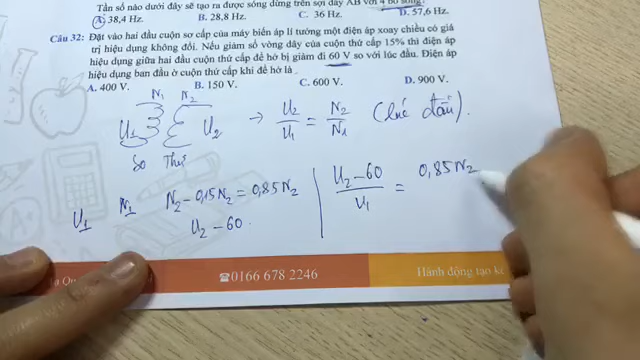 Tần số nào dưới đây sẽ tạo ra được sóng dừng trên sợi dây AB với 4 bó sóng?
A. 38,4 Hz. B. 28,8 Hz. C. 36 Hz. D. 57,6 Hz.
Câu 32: Đặt vào hai đầu cuộn sơ cấp của máy biến áp lí tưởng một điện áp xoay chiều có giá
trị hiệu dụng không đổi. Nếu giảm số vòng dây của cuộn thứ cấp 15% thì điện áp
hiệu dụng giữa hai đầu cuộn thứ cấp để hở bị giảm đi 60 V so với lúc đầu. Điện áp
hiệu dụng ban đầu ở cuộn thứ cấp khi để hở là
A. 400 V. B. 150 V. C. 600 V. D. 900 V.
N₁ N₂
U₁ U₂ → U₂/U₁ = N₂/N₁ (lúc đầu).
Sơ Thứ
U₁ N₁ N₂ - 0,15N₂ = 0,85N₂
U₂ - 60.
(U₂ - 60)/U₁ = 0,85N₂
☎0166 678 2246
Hành động tạo kế